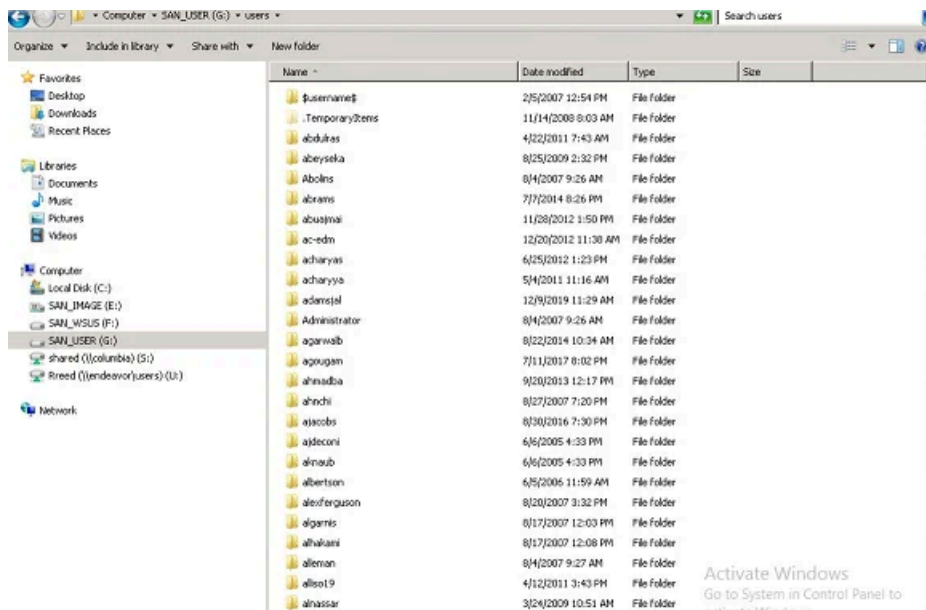 Computer SAN_USER (G:) users
Search users
Organize Include in library Share with New folder
Name Date modified Type Size
Favorites
Desktop
Downloads
Recent Places
Libraries
Documents
Music
Pictures
Videos
Computer
Local Disk (C:)
SAN_IMAGE (E:)
SAN_WSUS (F:)
SAN_USER (G:)
shared (\\columbia) (S:)
Rreed (\\endeavor\users) (U:)
Network
$username$ 2/5/2007 12:54 PM File folder
.TemporaryItems 11/14/2008 8:03 AM File folder
abdulras 4/22/2011 7:43 AM File folder
abeyseka 8/25/2009 2:32 PM File folder
Abolins 8/4/2007 9:26 AM File folder
abrams 7/7/2014 8:26 PM File folder
abuajmai 11/28/2012 1:50 PM File folder
ac-edm 12/20/2012 11:38 AM File folder
acharyas 6/25/2012 1:23 PM File folder
acharyya 5/4/2011 11:16 AM File folder
adamsjal 12/9/2019 11:29 AM File folder
Administrator 8/4/2007 9:26 AM File folder
agarwalb 8/22/2014 10:34 AM File folder
agougam 7/11/2017 8:02 PM File folder
ahmadba 9/20/2013 12:17 PM File folder
ahnchi 8/27/2007 7:20 PM File folder
ajacobs 8/30/2016 7:30 PM File folder
ajdeconi 6/6/2005 4:33 PM File folder
aknaub 6/6/2005 4:33 PM File folder
albertson 6/5/2006 11:59 AM File folder
alexferguson 8/20/2007 3:32 PM File folder
algarnis 8/17/2007 12:03 PM File folder
alhakami 8/17/2007 12:08 PM File folder
alleman 8/4/2007 9:27 AM File folder
alliso19 4/12/2011 3:43 PM File folder
alnassar 3/24/2009 10:51 AM File folder
Activate Windows
Go to System in Control Panel to